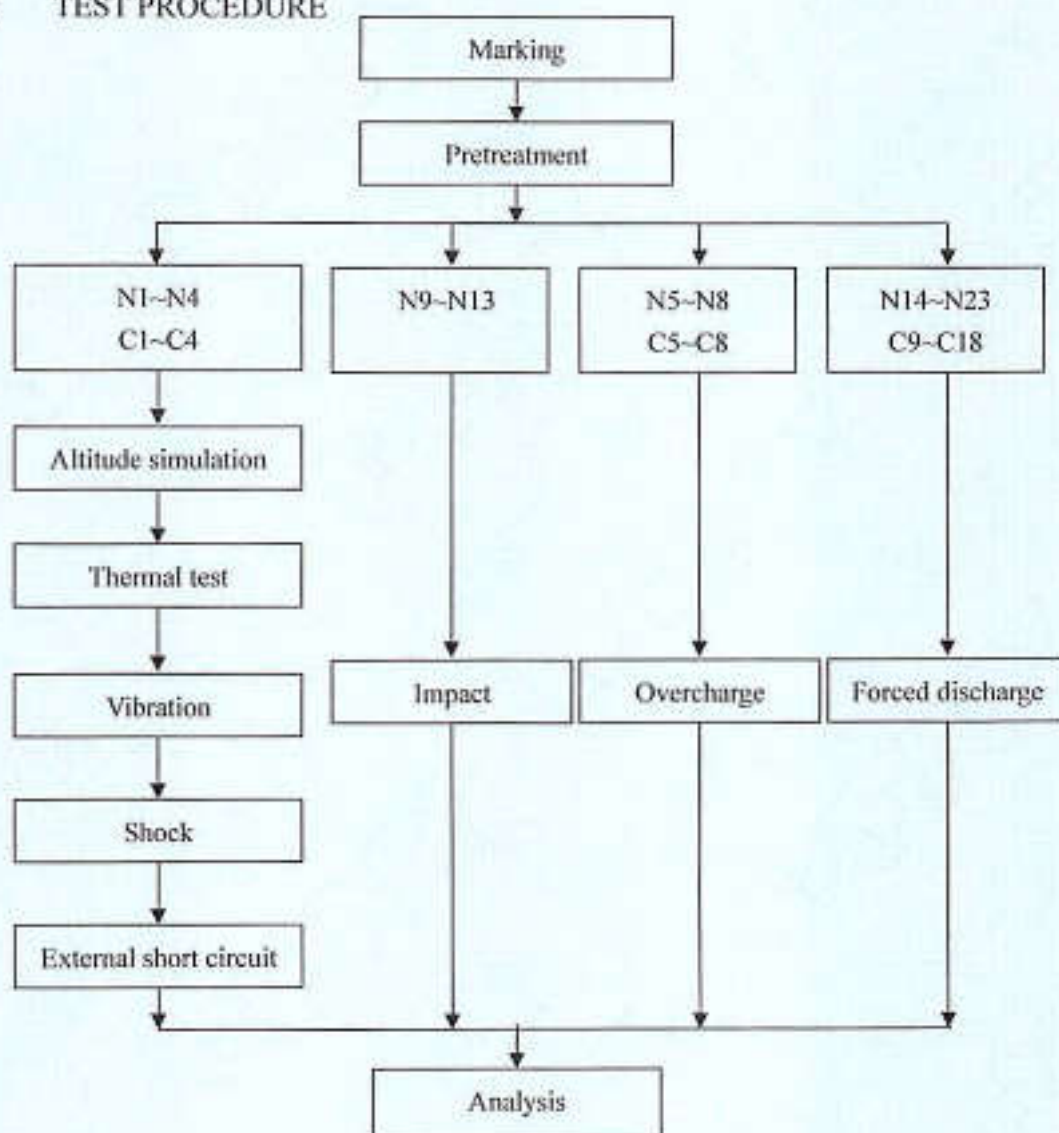 TEST PROCEDURE
Marking
Pretreatment
N1~N4
C1~C4
N9~N13
N5~N8
C5~C8
N14~N23
C9~C18
Altitude simulation
Thermal test
Vibration
Impact
Overcharge
Forced discharge
Shock
External short circuit
Analysis